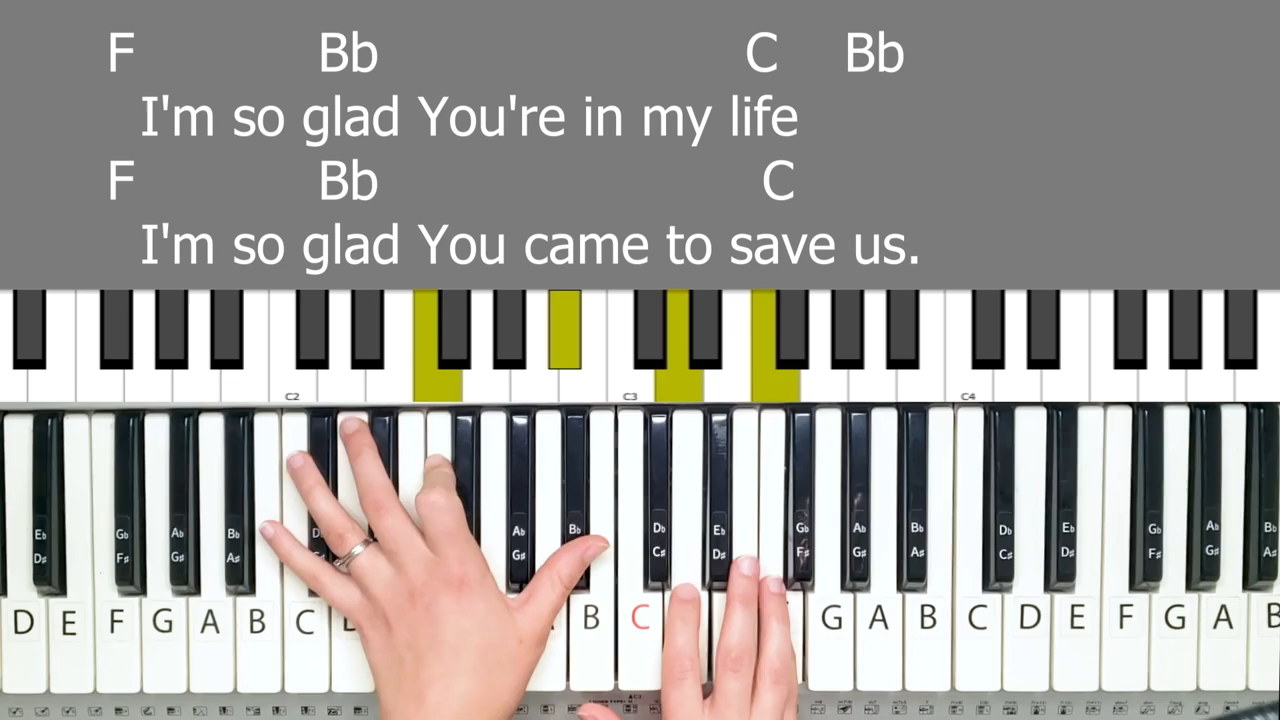 F Bb C Bb
I'm so glad You're in my life
F Bb C
I'm so glad You came to save us.
C2 C3 C4
Eb Gb Ab Bb Ab Bb Db Eb Gb Ab Bb Db Eb Gb Ab
D# F# G# A# G# A# C# D# F# G# A# C# D# F# G#
D E F G A B C B C G A B C D E F G A B